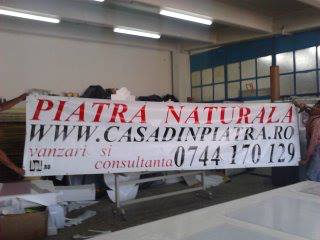 PIATRA NATURALA
WWW.CASADINPIATRA.RO
vanzari si
consultanta 0744 170 129